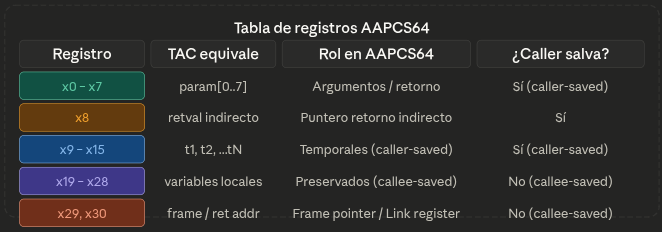 Tabla de registros AAPCS64
Registro TAC equivale Rol en AAPCS64 ¿Caller salva?
x0 – x7 param[0..7] Argumentos / retorno Sí (caller-saved)
x8 retval indirecto Puntero retorno indirecto Sí
x9 – x15 t1, t2, ...tN Temporales (caller-saved) Sí (caller-saved)
x19 – x28 variables locales Preservados (callee-saved) No (callee-saved)
x29, x30 frame / ret addr Frame pointer / Link register No (callee-saved)